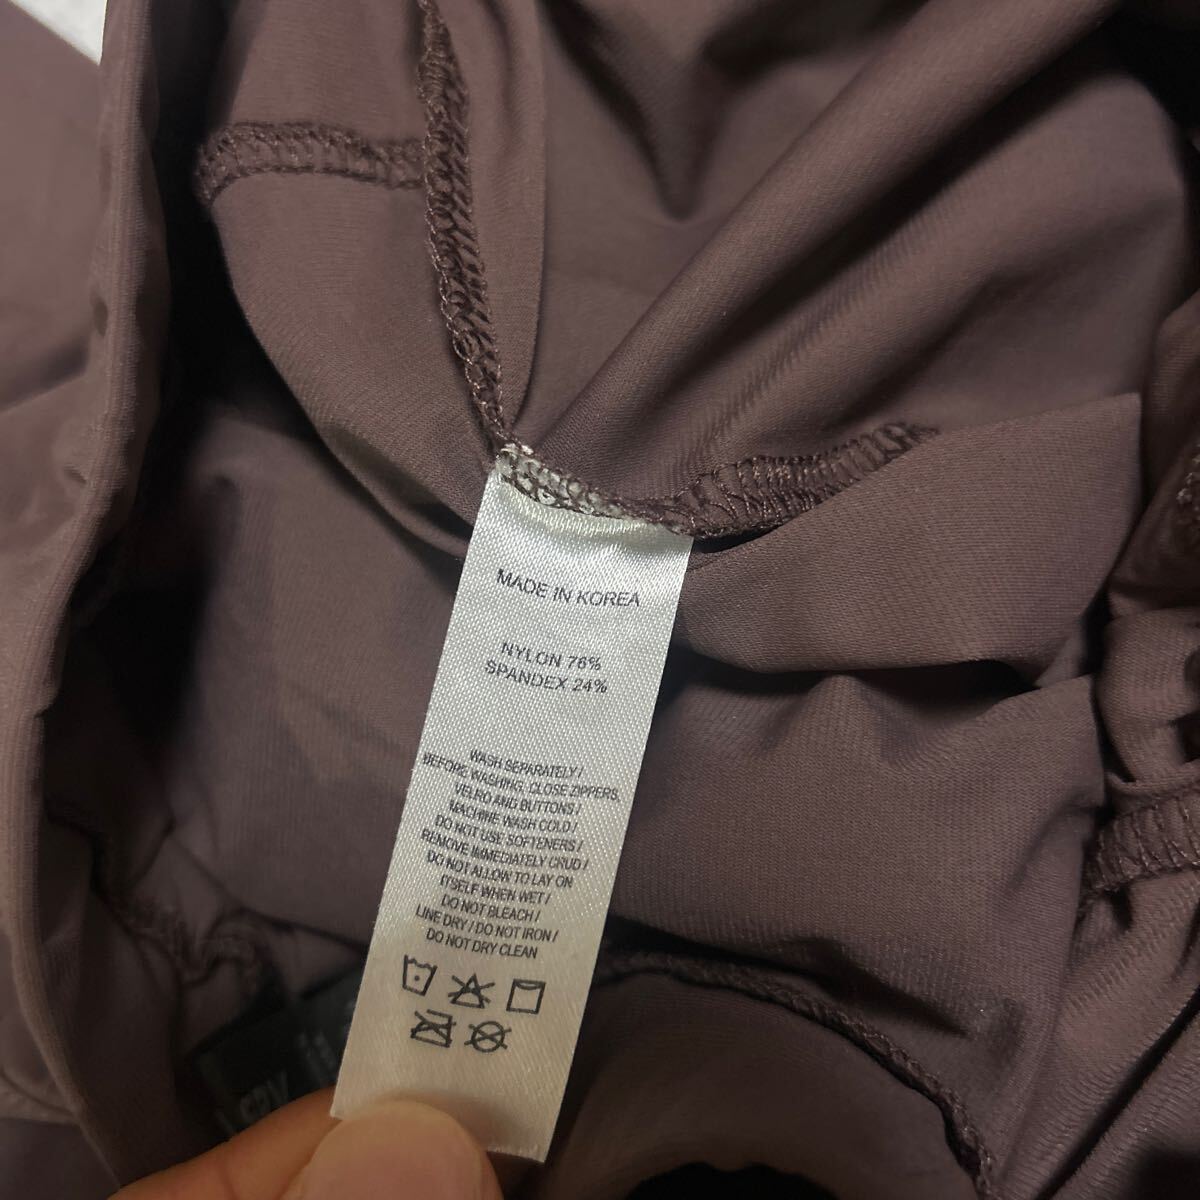 MADE IN KOREA
NYLON 76%
SPANDEX 24%
WASH SEPARATELY /
BEFORE WASHING, CLOSE ZIPPERS,
VELRO ANG BUTTONS /
MACHINE WASH COLD /
DO NOT USE SOFTENERS /
REMOVE IMMEDIATELY CRUD /
DO NOT ALLOW TO LAY ON
ITSELF WHEN WET /
DO NOT BLEACH /
LINE DRY / DO NOT IRON /
DO NOT DRY CLEAN